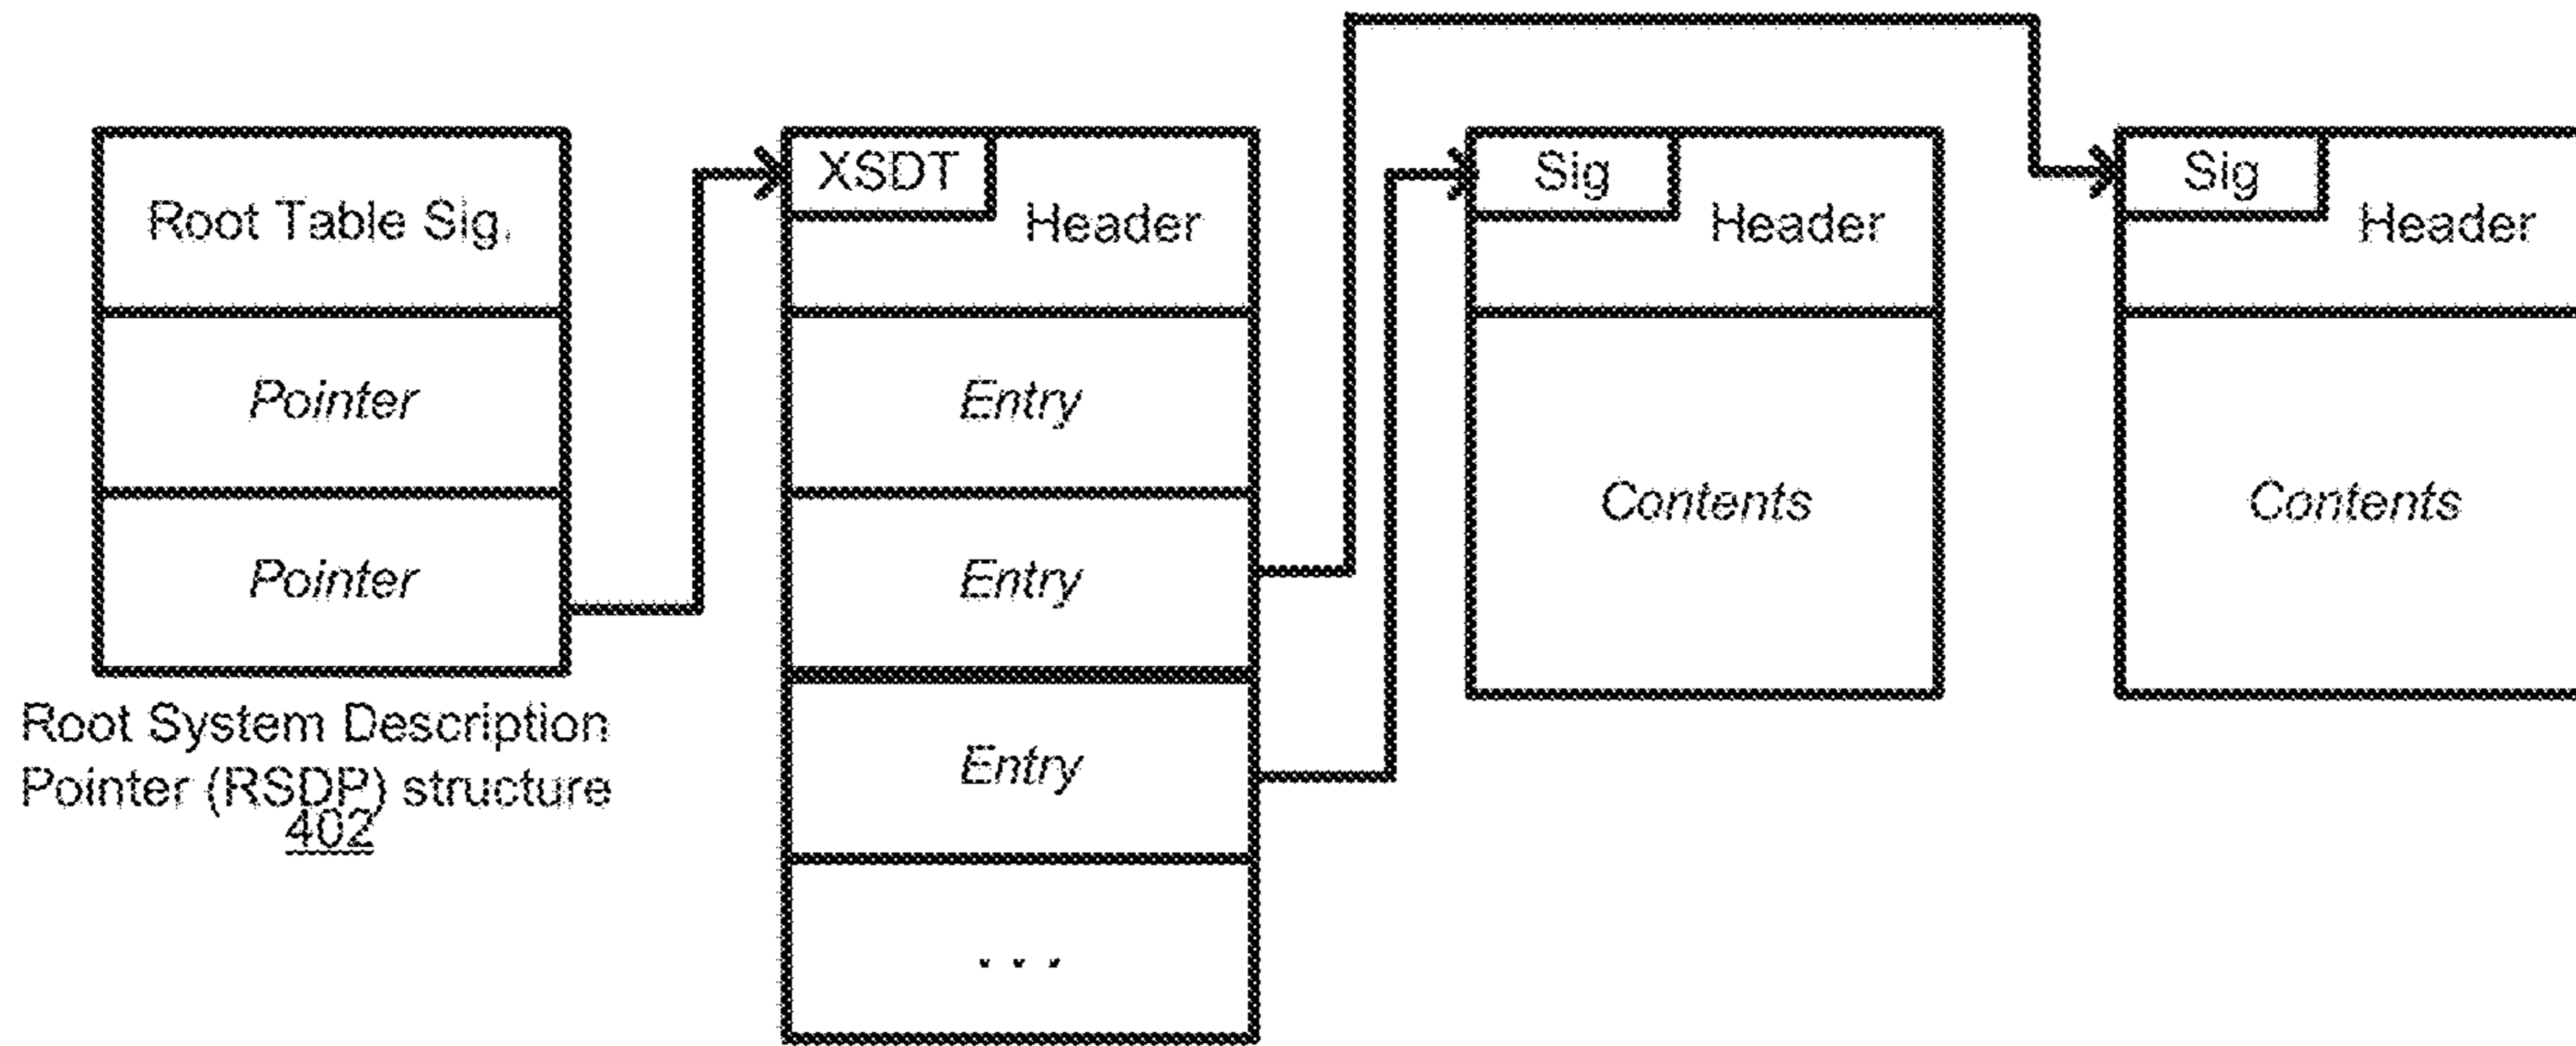 Root Table Sig.
Pointer
Pointer
Root System Description
Pointer (RSDP) structure
402
XSDT
Header
Entry
Entry
Entry
. . .
Sig
Header
Contents
Sig
Header
Contents